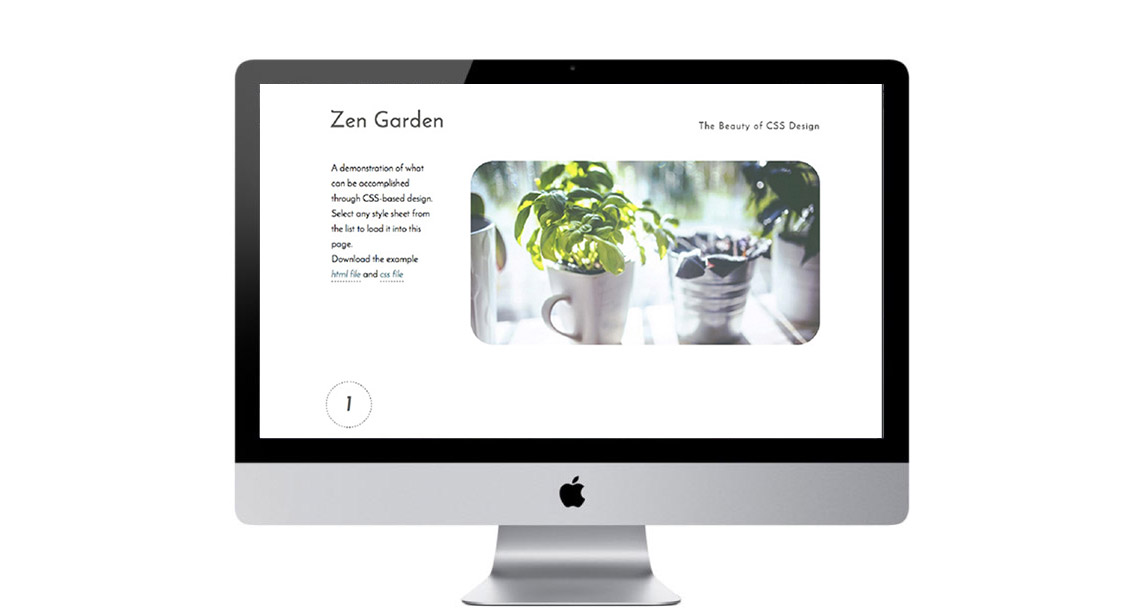 Zen Garden
The Beauty of CSS Design
A demonstration of what
can be accomplished
through CSS-based design.
Select any style sheet from
the list to load it into this
page.
Download the example
html file and css file
1